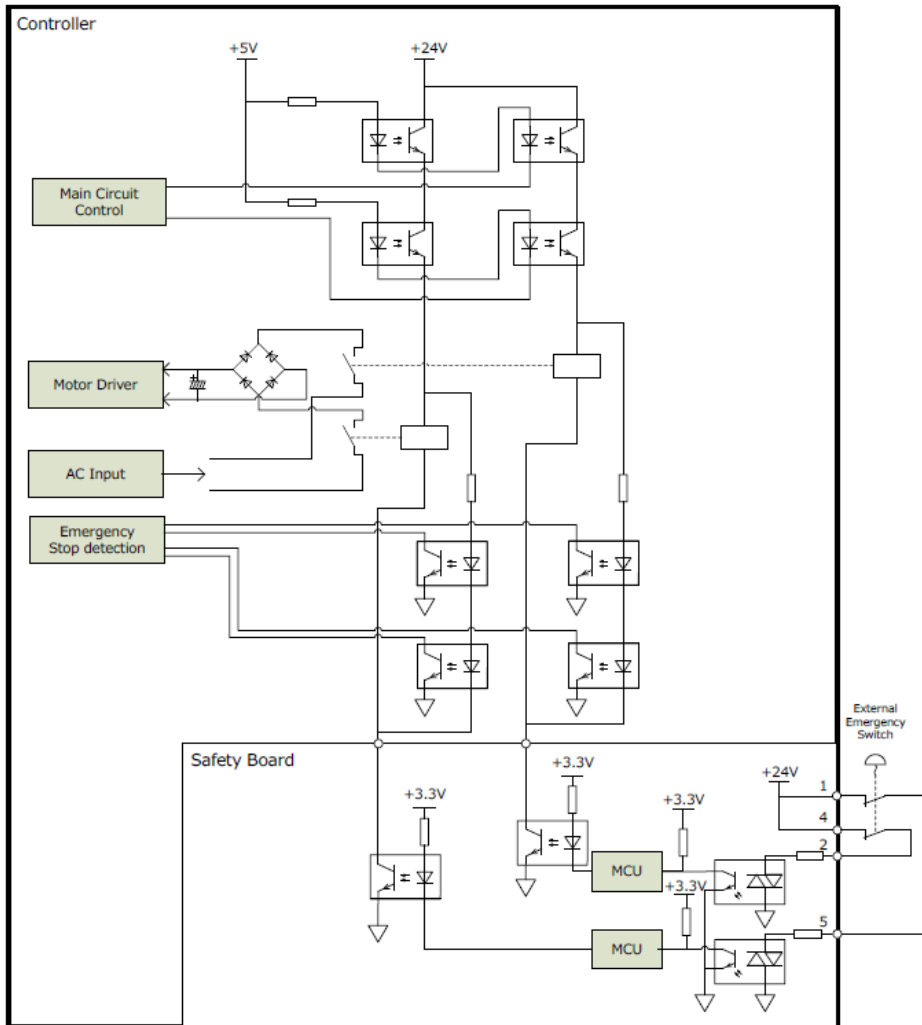 Controller
+5V
+24V
Main Circuit
Control
Motor Driver
AC Input
Emergency
Stop detection
External
Emergency
Switch
Safety Board
+3.3V
+3.3V
+24V
1
+3.3V
4
2
MCU
+3.3V
5
MCU